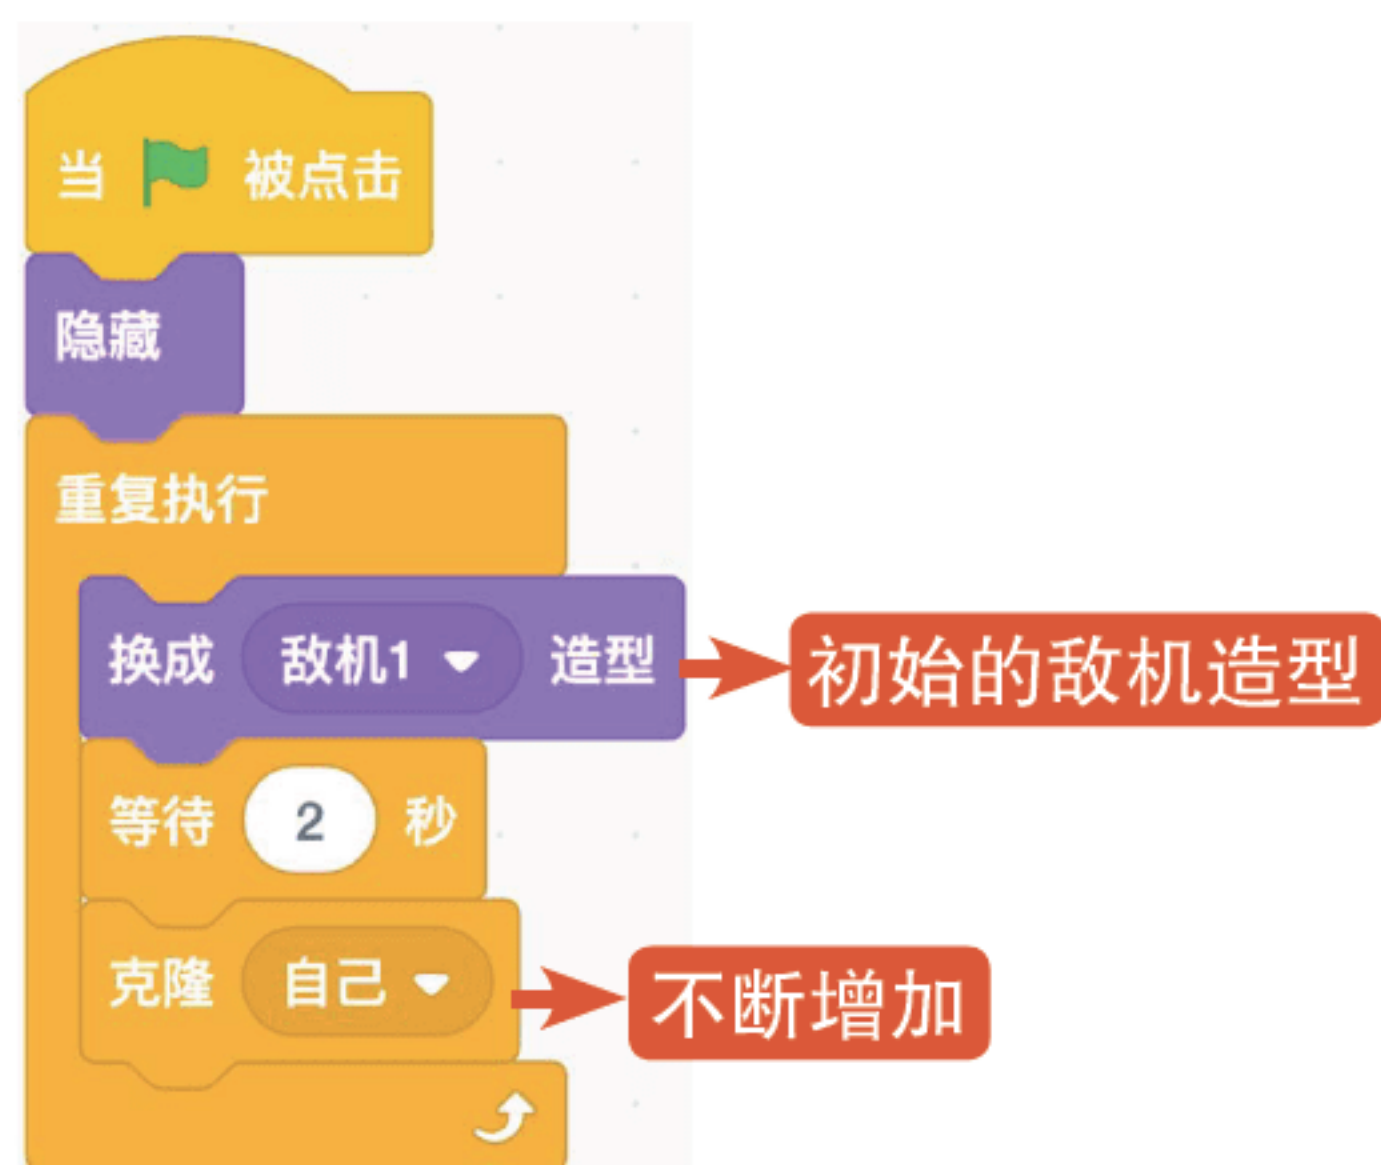 当 被点击
隐藏
重复执行
换成 敌机1 造型
初始的敌机造型
等待 2 秒
克隆 自己
不断增加